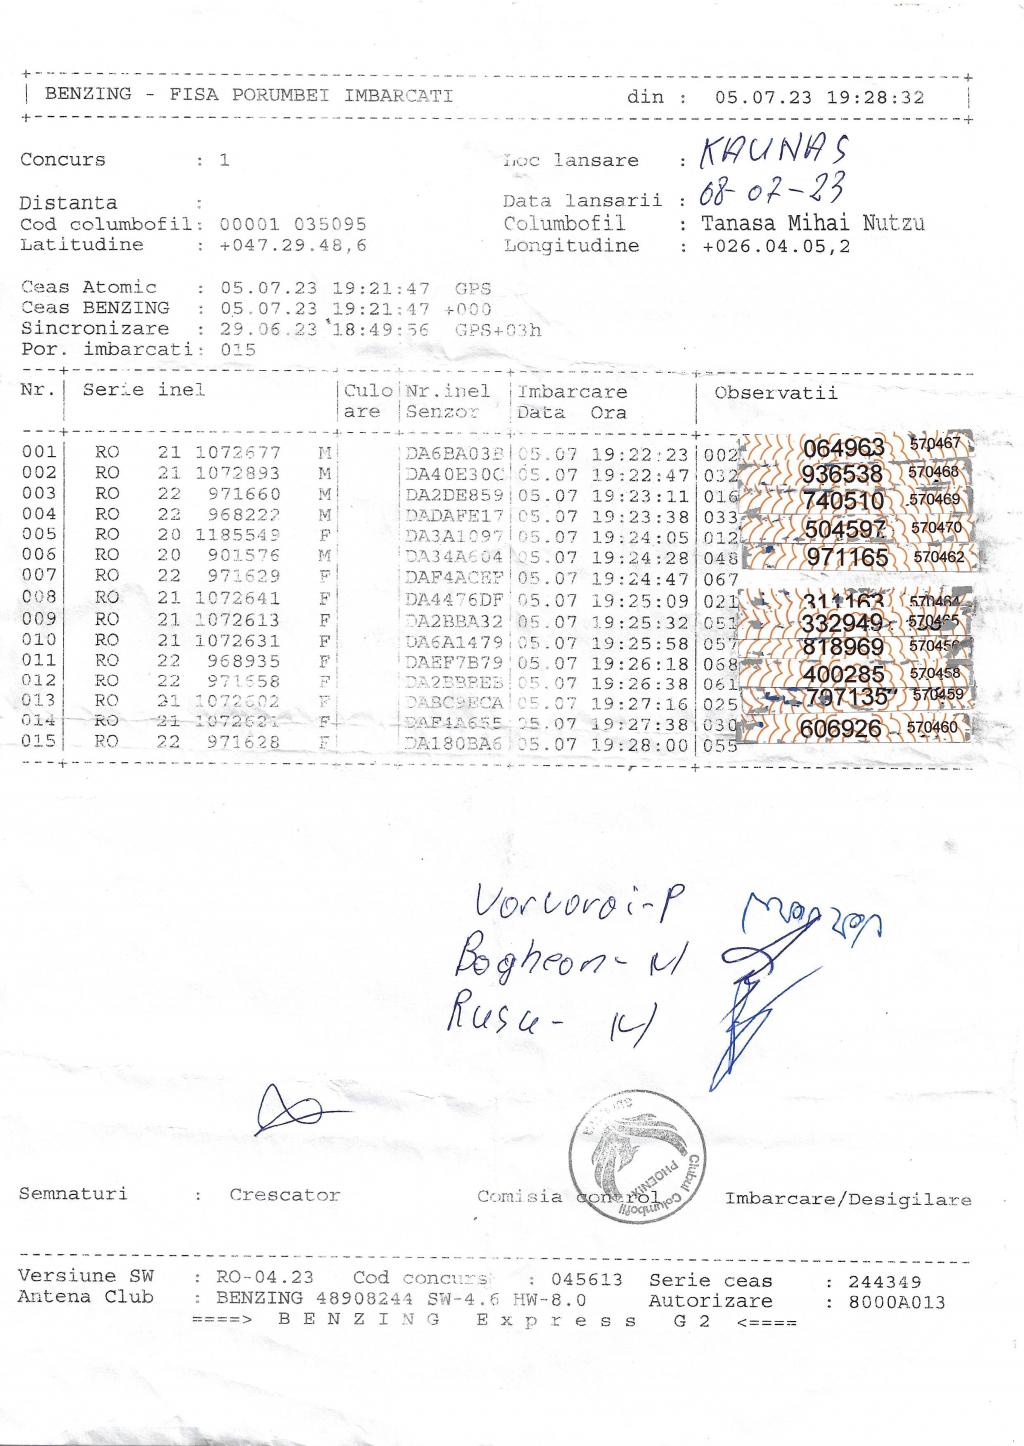 BENZING - FISA PORUMBEI IMBARCATI din : 05.07.23 19:28:32
Concurs : 1 Loc lansare : KAUNAS
Distanta : Data lansarii : 08-07-23
Cod columbofil: 00001 035095 Columbofil : Tanasa Mihai Nutzu
Latitudine : +047.29.48,6 Longitudine : +026.04.05,2
Ceas Atomic : 05.07.23 19:21:47 GPS
Ceas BENZING : 05.07.23 19:21:47 +000
Sincronizare : 29.06.23 18:49:56 GPS+03h
Por. imbarcati: 015
Nr. Serie inel Culo Nr.inel Imbarcare Observatii
are Senzor Data Ora
001 RO 21 1072677 M DA6BA03B 05.07 19:22:23 002 064963 570467
002 RO 21 1072893 M DA40E30C 05.07 19:22:47 032 936538 570468
003 RO 22 971660 M DA2DE859 05.07 19:23:11 016 740510 570469
004 RO 22 968222 M DADAFE17 05.07 19:23:38 033 504597 570470
005 RO 20 1185549 F DA3A1097 05.07 19:24:05 012
006 RO 20 901576 M DA34A604 05.07 19:24:28 048 971165 570462
007 RO 22 971629 F DAF4ACEF 05.07 19:24:47 067
008 RO 21 1072641 F DA4476DF 05.07 19:25:09 021 311163 570464
009 RO 21 1072613 F DA2BBA32 05.07 19:25:32 051 332949
010 RO 21 1072631 F DA6A1479 05.07 19:25:58 057 818969
011 RO 22 968935 F DAEF7B79 05.07 19:26:18 068
012 RO 22 971658 F 05.07 19:26:38 061 400285 570458
013 RO 21 1072602 F DABC9ECA 05.07 19:27:16 025 797135 570459
014 RO 21 1072621 F DAF4A655 05.07 19:27:38 030 606926 570460
015 RO 22 971628 F DA180BA6 05.07 19:28:00 055
Bogheon- N
Rusu-
Clubul Columbofil
PHOENIX
Semnaturi : Crescator Comisia control Imbarcare/Desigilare
Versiune SW : RO-04.23 Cod concurs : 045613 Serie ceas : 244349
Antena Club : BENZING 48908244 SW-4.6 HW-8.0 Autorizare : 8000A013
====> B E N Z I N G E x p r e s s G 2 <====